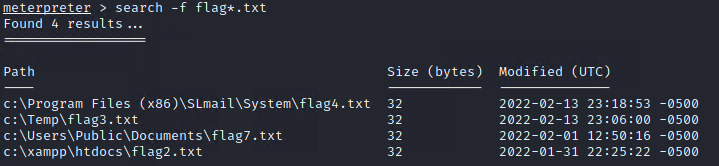 meterpreter > search -f flag*.txt
Found 4 results...
==================
Path Size (bytes) Modified (UTC)
---- ------------ --------------
c:\Program Files (x86)\SLmail\System\flag4.txt 32 2022-02-13 23:18:53 -0500
c:\Temp\flag3.txt 32 2022-02-13 23:06:00 -0500
c:\Users\Public\Documents\flag7.txt 32 2022-02-01 12:50:16 -0500
c:\xampp\htdocs\flag2.txt 32 2022-01-31 22:25:22 -0500